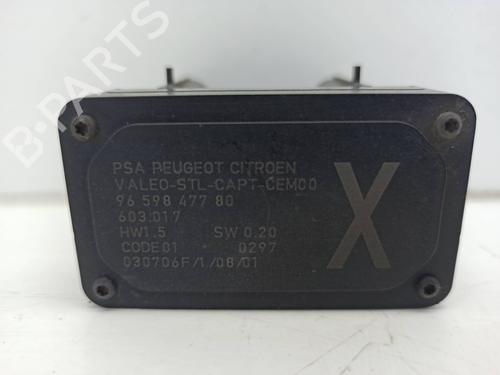 PSA PEUGEOT CITROEN
VALEO-STL-CAPT-CEM00
96 598 477 80
603.017
HW1.5 SW 0.20
CODE01 0297
030706F/1/08/01
X
B-PARTS